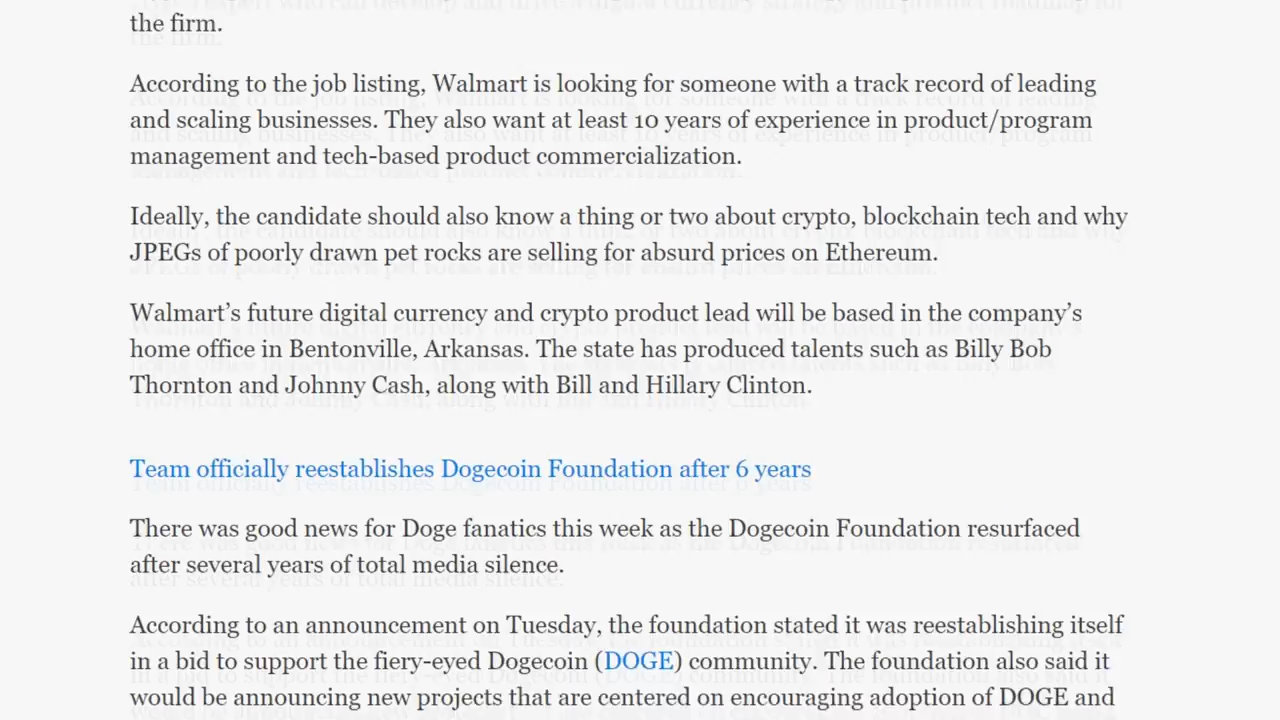 the firm.
According to the job listing, Walmart is looking for someone with a track record of leading
and scaling businesses. They also want at least 10 years of experience in product/program
management and tech-based product commercialization.
Ideally, the candidate should also know a thing or two about crypto, blockchain tech and why
JPEGs of poorly drawn pet rocks are selling for absurd prices on Ethereum.
Walmart’s future digital currency and crypto product lead will be based in the company’s
home office in Bentonville, Arkansas. The state has produced talents such as Billy Bob
Thornton and Johnny Cash, along with Bill and Hillary Clinton.
Team officially reestablishes Dogecoin Foundation after 6 years
There was good news for Doge fanatics this week as the Dogecoin Foundation resurfaced
after several years of total media silence.
According to an announcement on Tuesday, the foundation stated it was reestablishing itself
in a bid to support the fiery-eyed Dogecoin (DOGE) community. The foundation also said it
would be announcing new projects that are centered on encouraging adoption of DOGE and